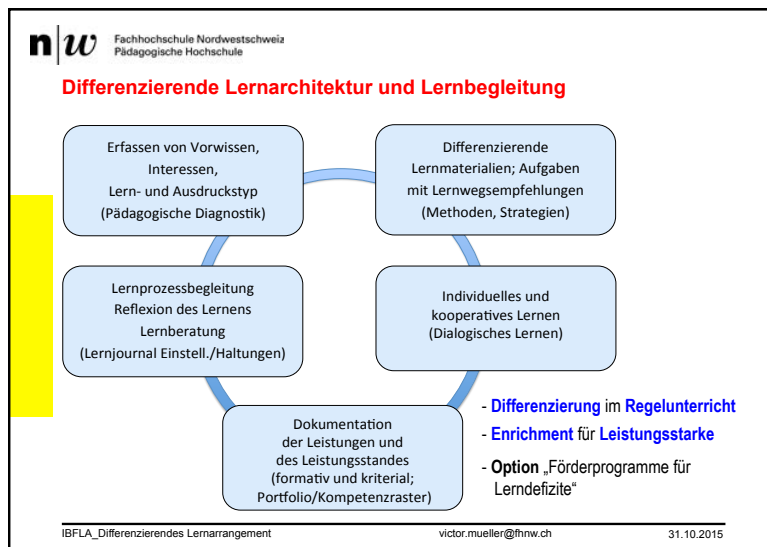 n|w Fachhochschule Nordwestschweiz
Pädagogische Hochschule
Differenzierende Lernarchitektur und Lernbegleitung
Erfassen von Vorwissen,
Interessen,
Lern- und Ausdruckstyp
(Pädagogische Diagnostik)
Differenzierende
Lernmaterialien; Aufgaben
mit Lernwegsempfehlungen
(Methoden, Strategien)
Lernprozessbegleitung
Reflexion des Lernens
Lernberatung
(Lernjournal Einstell./Haltungen)
Individuelles und
kooperatives Lernen
(Dialogisches Lernen)
Dokumentation
der Leistungen und
des Leistungsstandes
(formativ und kriterial;
Portfolio/Kompetenzraster)
- Differenzierung im Regelunterricht
- Enrichment für Leistungsstarke
- Option „Förderprogramme für
Lerndefizite“
IBFLA_Differenzierendes Lernarrangement victor.mueller@fhnw.ch 31.10.2015